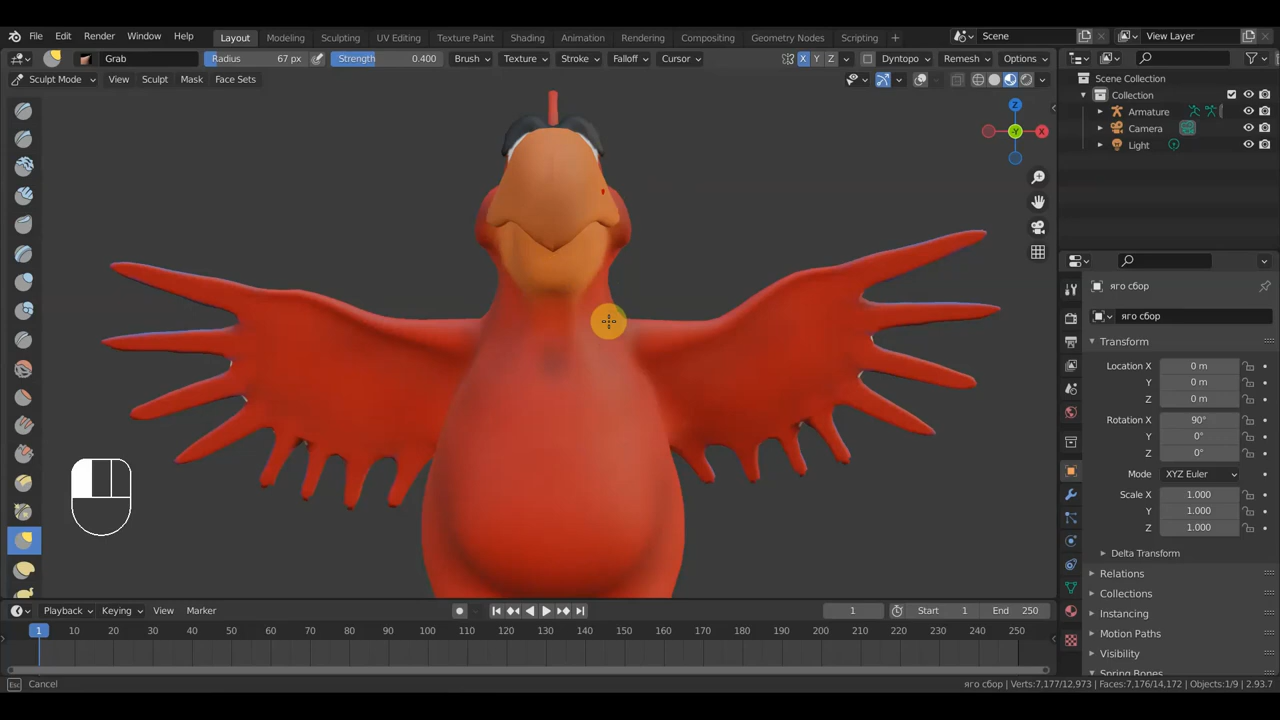 File Edit Render Window Help Layout Modeling Sculpting UV Editing Texture Paint Shading Animation Rendering Compositing Geometry Nodes Scripting + Scene View Layer
Grab Radius 67 px Strength 0.400 Brush Texture Stroke Falloff Cursor X Y Z Dyntopo Remesh Options
Sculpt Mode View Sculpt Mask Face Sets
Scene Collection
Collection
Armature
Camera
Light
Z
Y
X
яго сбор
яго сбор
Transform
Location X 0 m
Y 0 m
Z 0 m
Rotation X 90°
Y 0°
Z 0°
Mode XYZ Euler
Scale X 1.000
Y 1.000
Z 1.000
Delta Transform
Relations
Collections
Instancing
Motion Paths
Visibility
Spring Bones
Playback Keying View Marker 1 Start 1 End 250
1 10 20 30 40 50 60 70 80 90 100 110 120 130 140 150 160 170 180 190 200 210 220 230 240 250
Esc Cancel яго сбор | Verts:7,177/12,973 | Faces:7,176/14,172 | Objects:1/9 | 2.93.7